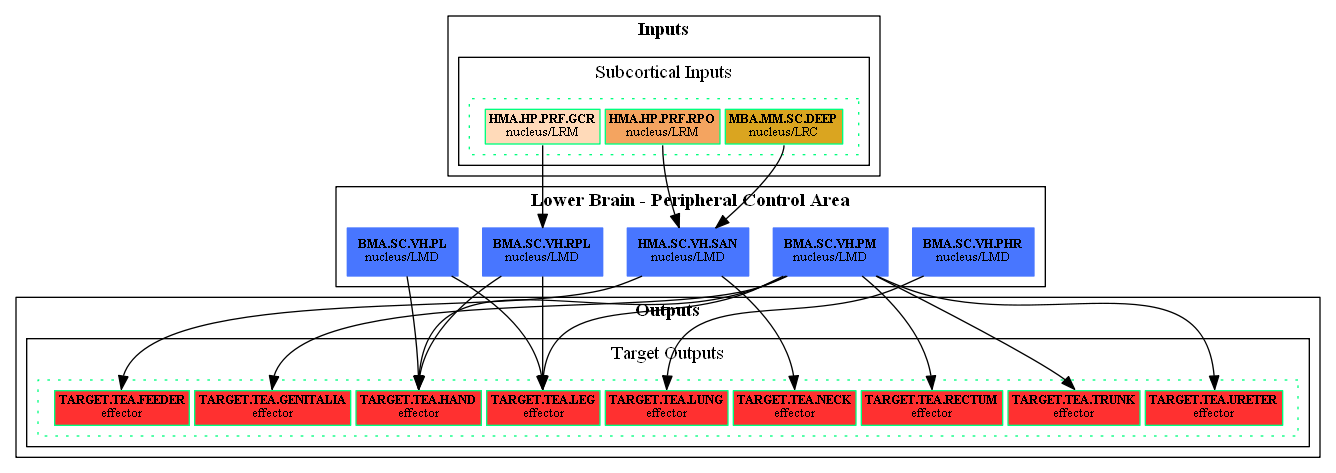 Inputs
Subcortical Inputs
HMA.HP.PRF.GCR
nucleus/LRM
HMA.HP.PRF.RPO
nucleus/LRM
MBA.MM.SC.DEEP
nucleus/LRC
Lower Brain - Peripheral Control Area
BMA.SC.VH.PL
nucleus/LMD
BMA.SC.VH.RPL
nucleus/LMD
HMA.SC.VH.SAN
nucleus/LMD
BMA.SC.VH.PM
nucleus/LMD
BMA.SC.VH.PHR
nucleus/LMD
Outputs
Target Outputs
TARGET.TEA.FEEDER
effector
TARGET.TEA.GENITALIA
effector
TARGET.TEA.HAND
effector
TARGET.TEA.LEG
effector
TARGET.TEA.LUNG
effector
TARGET.TEA.NECK
effector
TARGET.TEA.RECTUM
effector
TARGET.TEA.TRUNK
effector
TARGET.TEA.URETER
effector